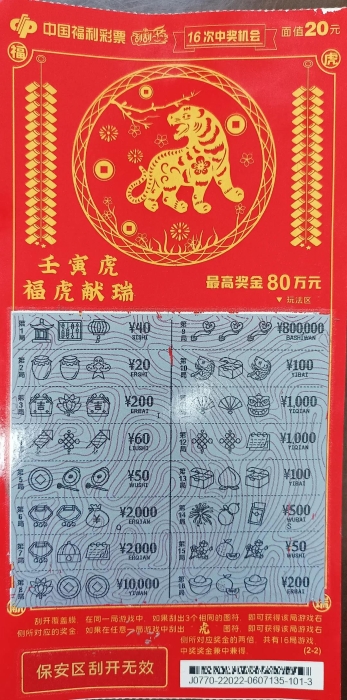 中国福利彩票 刮刮乐 16次中奖机会 面值20元
福 虎
壬寅虎
福虎献瑞
最高奖金80万元
▼玩法区
第1局 ¥40 SISHI 第9局 ¥800,000 BASHIWAN
第2局 ¥20 ERSHI 第10局 ¥100 YIBAI
第3局 吉 吉 ¥200 ERBAI 第11局 ¥1,000 YIQIAN
第4局 ¥60 LIUSHI 第12局 ¥1,000 YIQIAN
第5局 ¥50 WUSHI 第13局 ¥100 YIBAI
第6局 ¥2,000 ERQIAN 第14局 ¥500 WUBAI
第7局 ¥2,000 ERQIAN 第15局 ¥50 WUSHI
第8局 ¥10,000 YIWAN 第16局 ¥200 ERBAI
刮开覆盖膜，在同一局游戏中，如果刮出3个相同的图符，即可获得该局游戏右
侧所对应的奖金；如果在任意一局游戏中刮出 虎 图符，即可获得该局游戏右
侧所对应奖金的两倍。共有16局游戏，
中奖奖金兼中兼得。 (2-2)
保安区刮开无效
J0770-22022-0607135-101-3